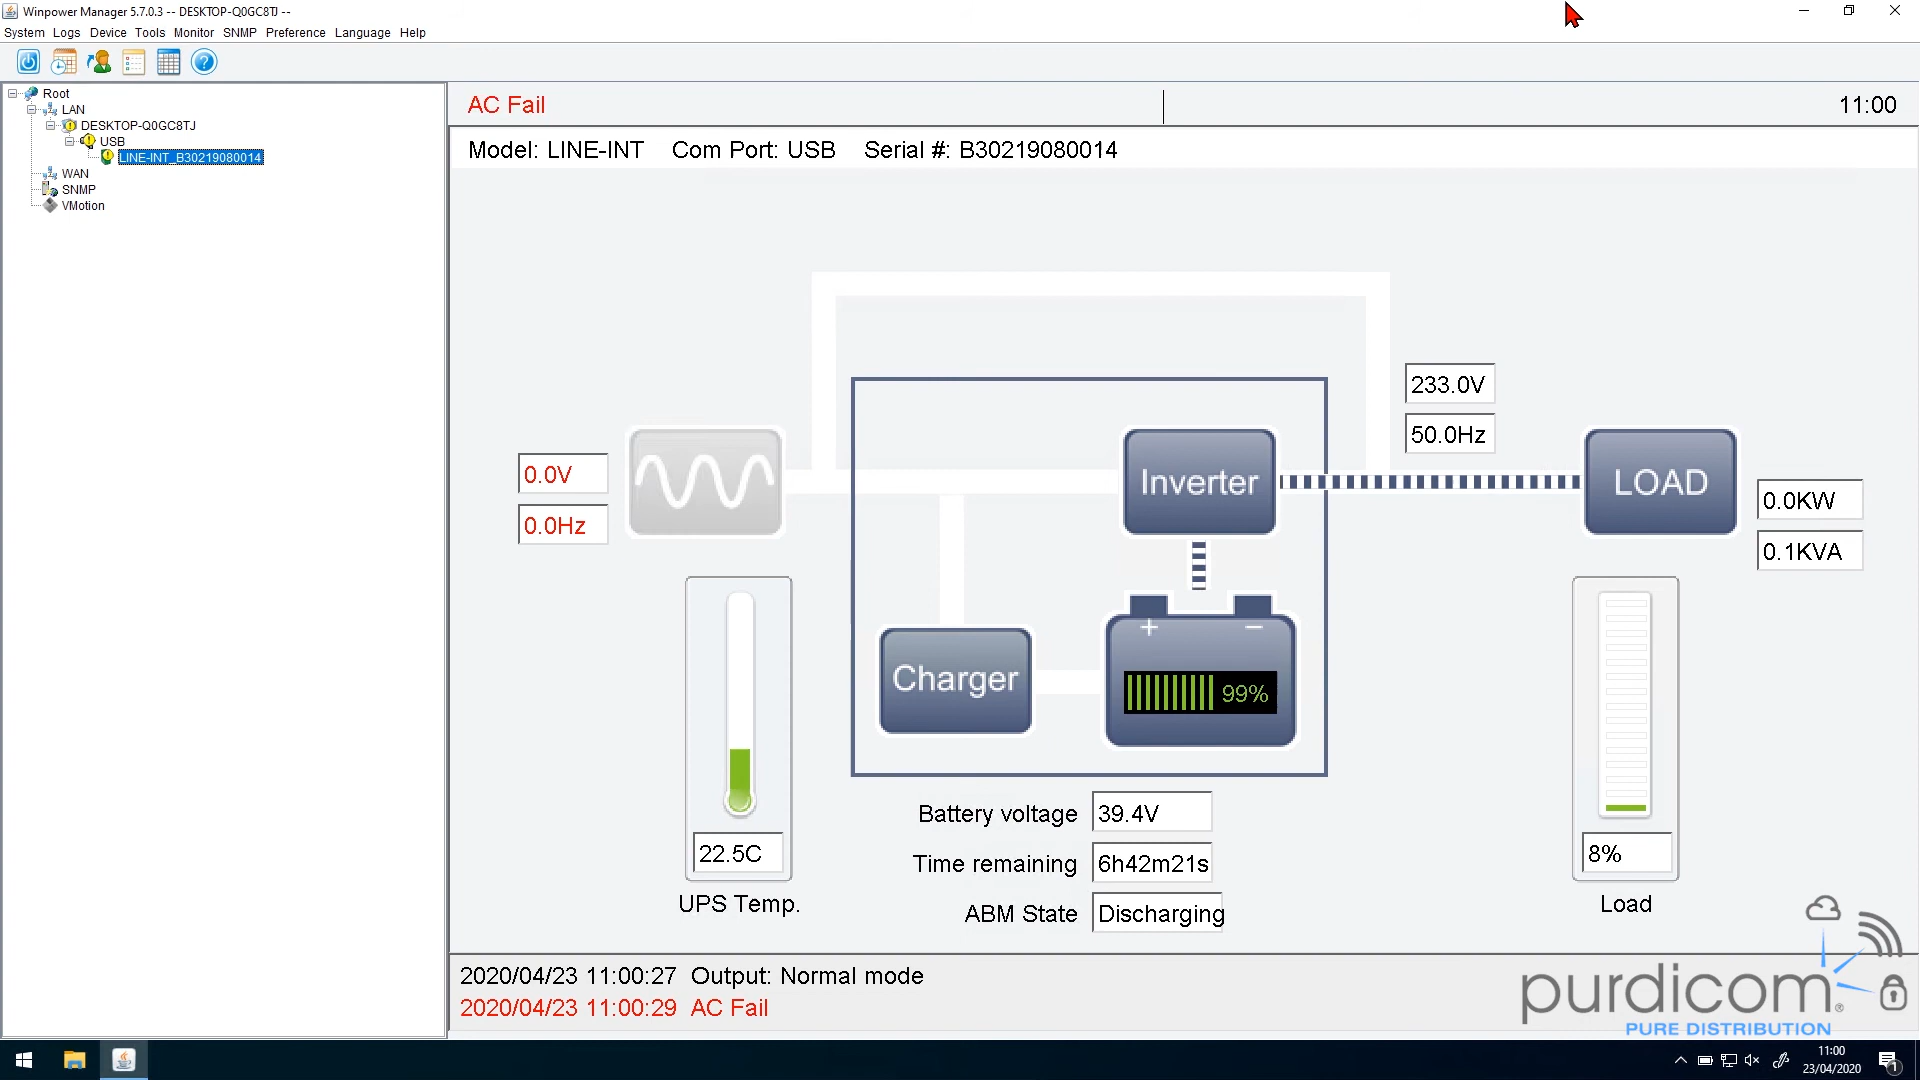 Winpower Manager 5.7.0.3 -- DESKTOP-Q0GC8TJ --
System Logs Device Tools Monitor SNMP Preference Language Help
Root
LAN
DESKTOP-Q0GC8TJ
USB
LINE-INT_B30219080014
WAN
SNMP
VMotion
AC Fail
11:00
Model: LINE-INT Com Port: USB Serial #: B30219080014
233.0V
50.0Hz
0.0V
0.0Hz
Inverter
LOAD
0.0KW
0.1KVA
Charger
+ −
99%
22.5C
UPS Temp.
Battery voltage 39.4V
Time remaining 6h42m21s
ABM State Discharging
8%
Load
2020/04/23 11:00:27 Output: Normal mode
2020/04/23 11:00:29 AC Fail
purdicom®
PURE DISTRIBUTION
11:00
23/04/2020
1